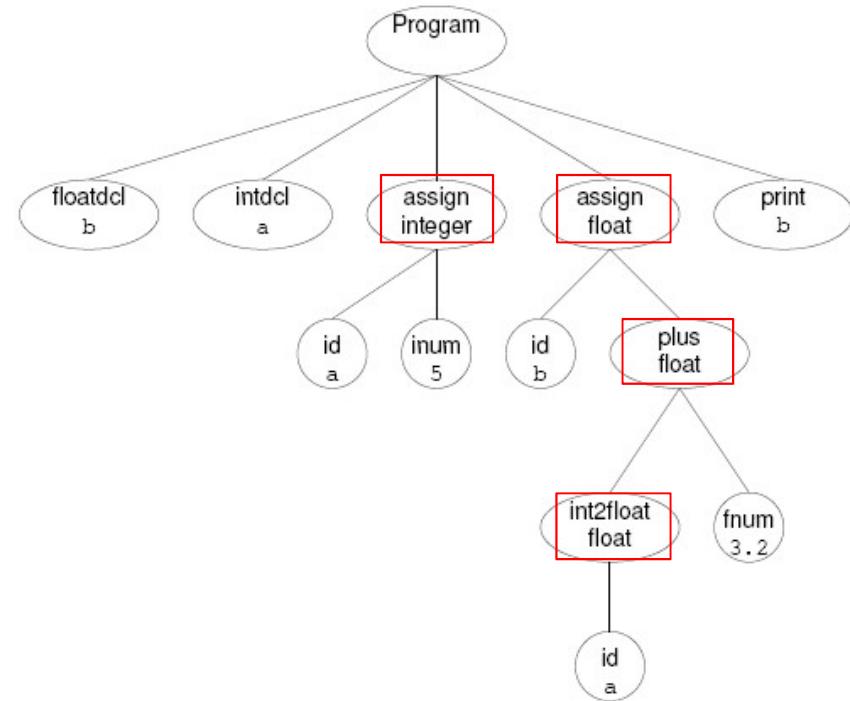 Program
floatdcl
b
intdcl
a
assign
integer
assign
float
print
b
id
a
inum
5
id
b
plus
float
int2float
float
fnum
3.2
id
a